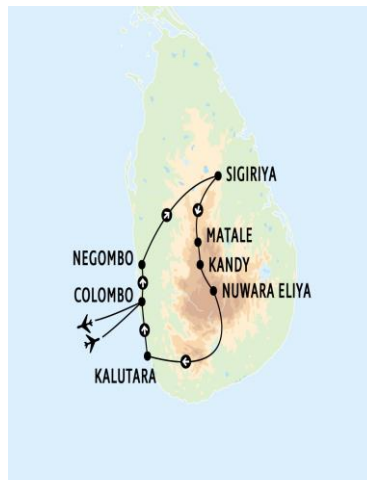 SIGIRIYA
MATALE
NEGOMBO
KANDY
NUWARA ELIYA
COLOMBO
KALUTARA